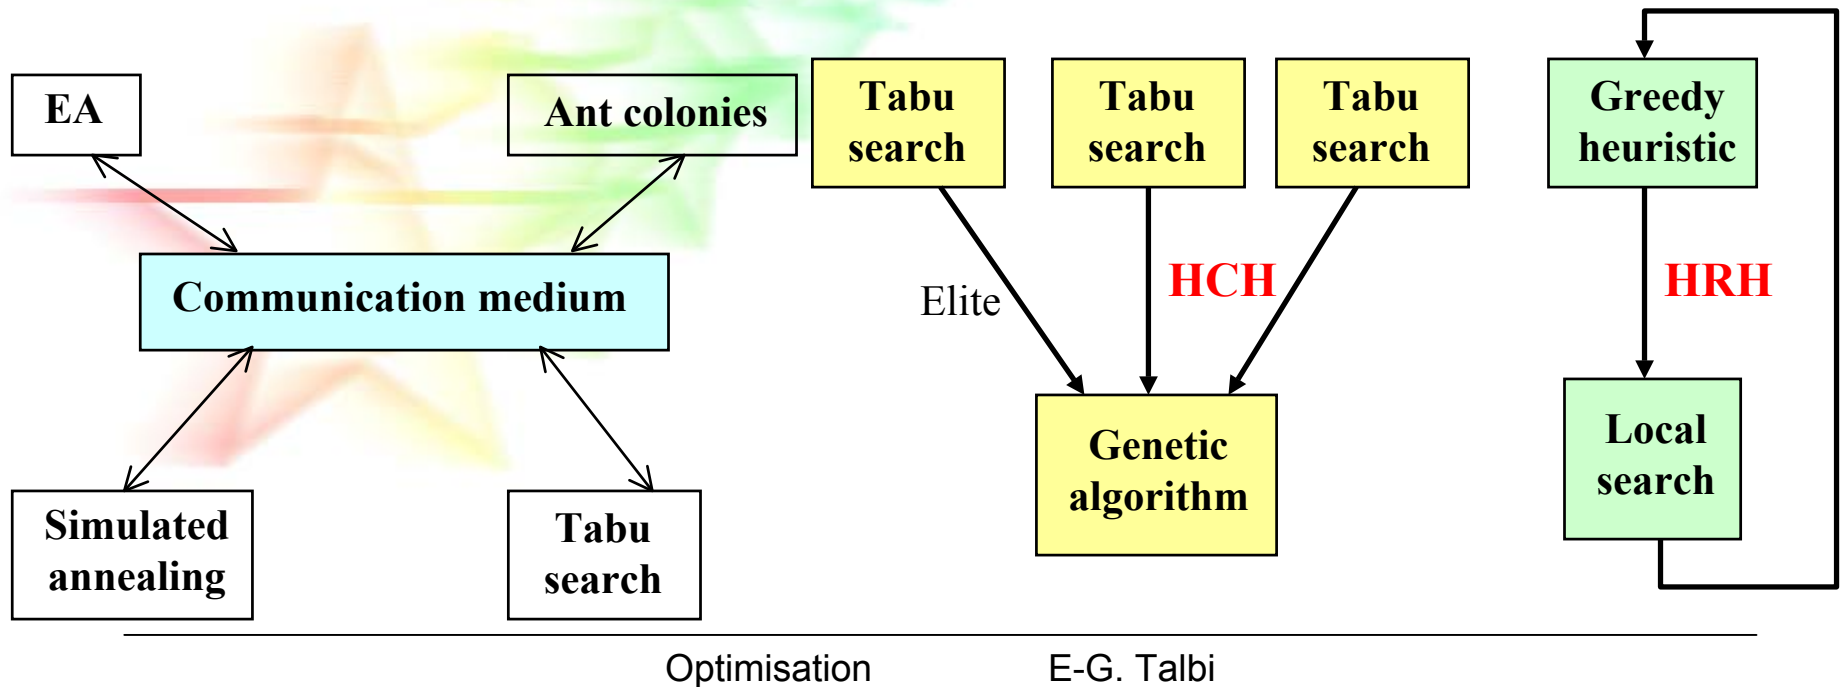 EA
Ant colonies
Communication medium
Simulated
annealing
Tabu
search
Tabu
search
Tabu
search
Tabu
search
Elite
HCH
Genetic
algorithm
Greedy
heuristic
HRH
Local
search
Optimisation
E-G. Talbi